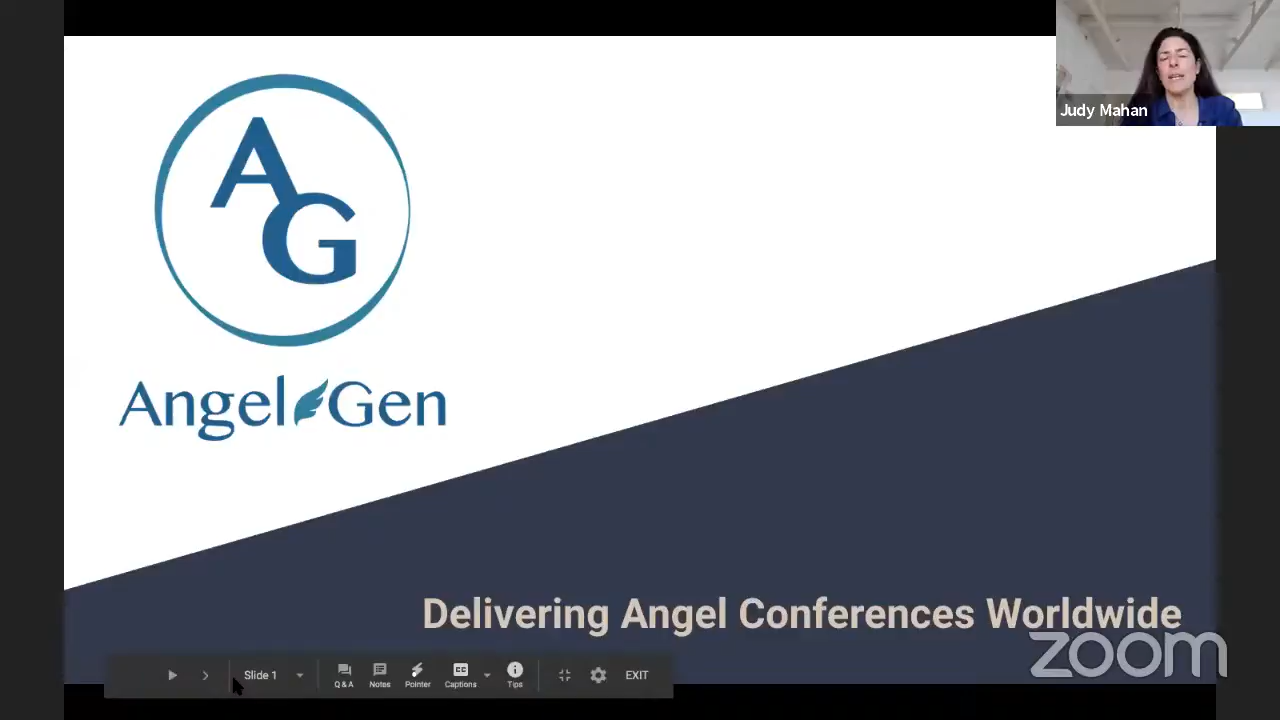 Judy Mahan
AG
Angel Gen
Delivering Angel Conferences Worldwide
zoom
Slide 1
Q & A
Notes
Pointer
Captions
Tips
EXIT